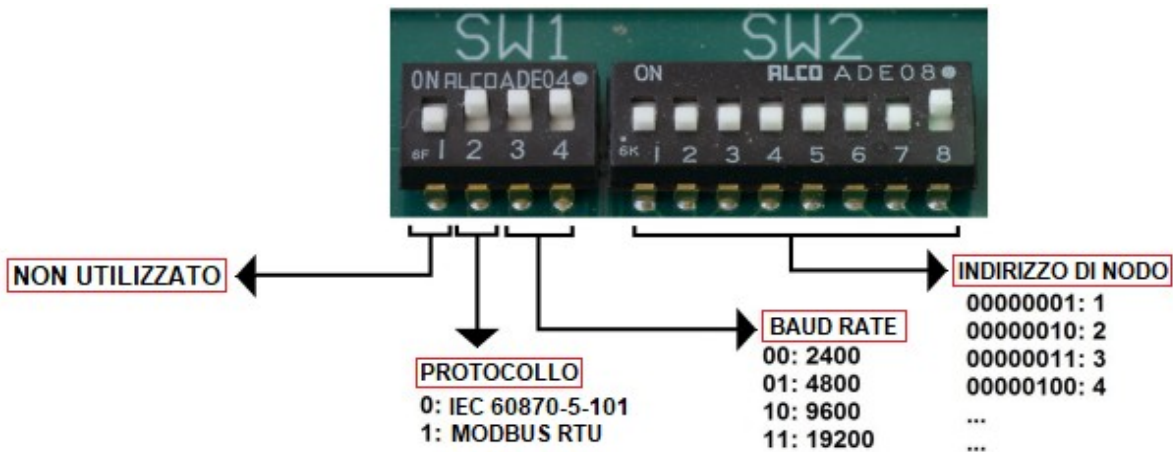 SW1 SW2
ON ALCO ADE04
ON ALCO ADE08
6F 1 2 3 4
6K 1 2 3 4 5 6 7 8
NON UTILIZZATO
PROTOCOLLO
0: IEC 60870-5-101
1: MODBUS RTU
BAUD RATE
00: 2400
01: 4800
10: 9600
11: 19200
INDIRIZZO DI NODO
00000001: 1
00000010: 2
00000011: 3
00000100: 4
...
...